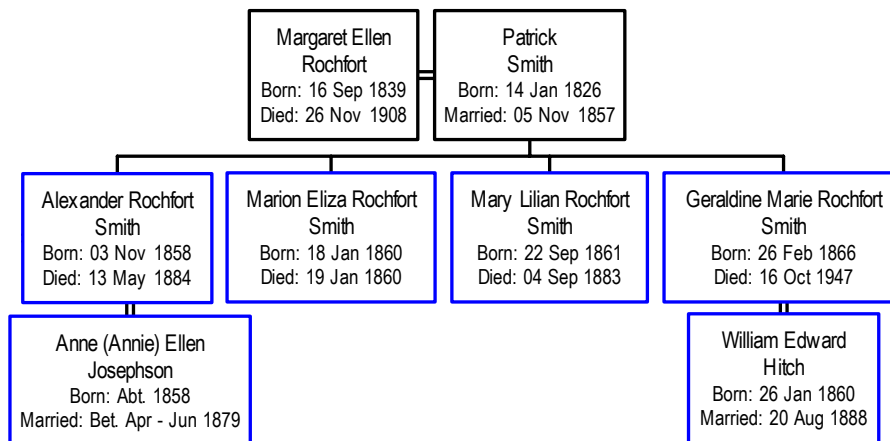 Margaret Ellen
Rochfort
Born: 16 Sep 1839
Died: 26 Nov 1908
Patrick
Smith
Born: 14 Jan 1826
Married: 05 Nov 1857
Alexander Rochfort
Smith
Born: 03 Nov 1858
Died: 13 May 1884
Marion Eliza Rochfort
Smith
Born: 18 Jan 1860
Died: 19 Jan 1860
Mary Lilian Rochfort
Smith
Born: 22 Sep 1861
Died: 04 Sep 1883
Geraldine Marie Rochfort
Smith
Born: 26 Feb 1866
Died: 16 Oct 1947
Anne (Annie) Ellen
Josephson
Born: Abt. 1858
Married: Bet. Apr - Jun 1879
William Edward
Hitch
Born: 26 Jan 1860
Married: 20 Aug 1888